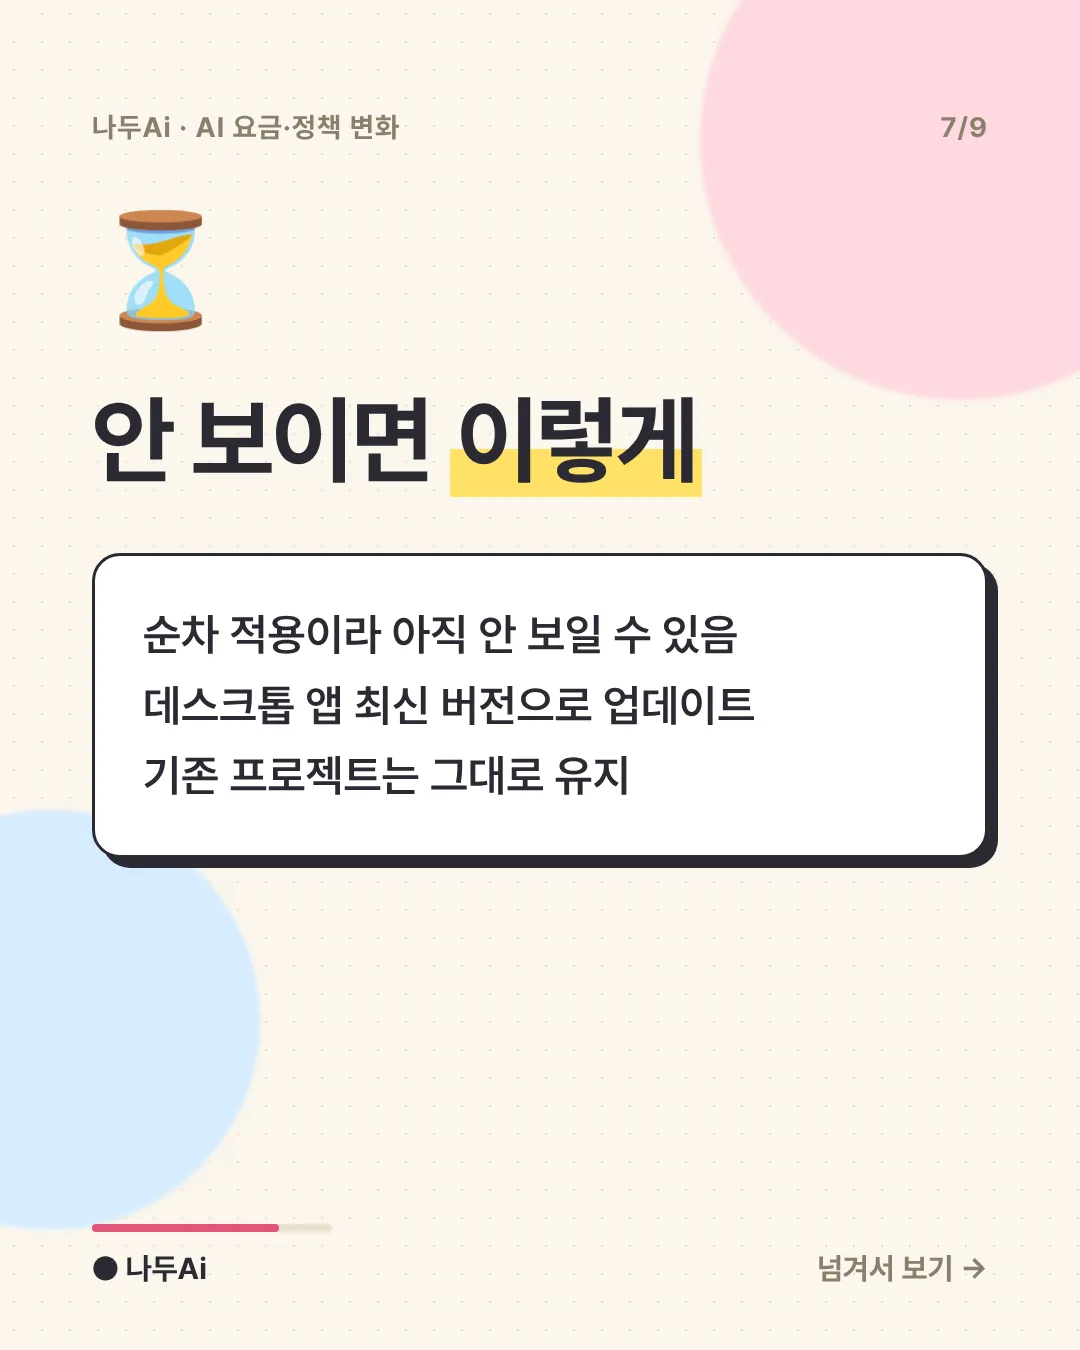 나두Ai · AI 요금·정책 변화
7/9
안 보이면 이렇게
순차 적용이라 아직 안 보일 수 있음
데스크톱 앱 최신 버전으로 업데이트
기존 프로젝트는 그대로 유지
나두Ai
넘겨서 보기 →